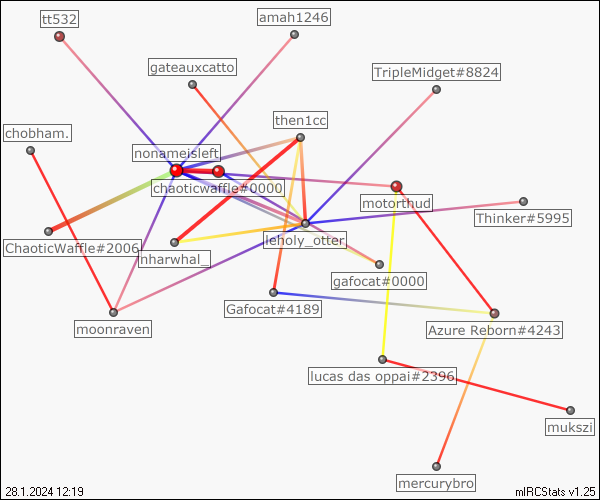 tt532
amah1246
gateauxcatto
TripleMidget#8824
then1cc
chobham.
nonameisleft
chaoticwaffle#0000
motorthud
Thinker#5995
ChaoticWaffle#2006
leholy_otter
nharwhal_
gafocat#0000
Gafocat#4189
moonraven
Azure Reborn#4243
lucas das oppai#2396
mukszi
mercurybro
28.1.2024 12:19
mIRCStats v1.25